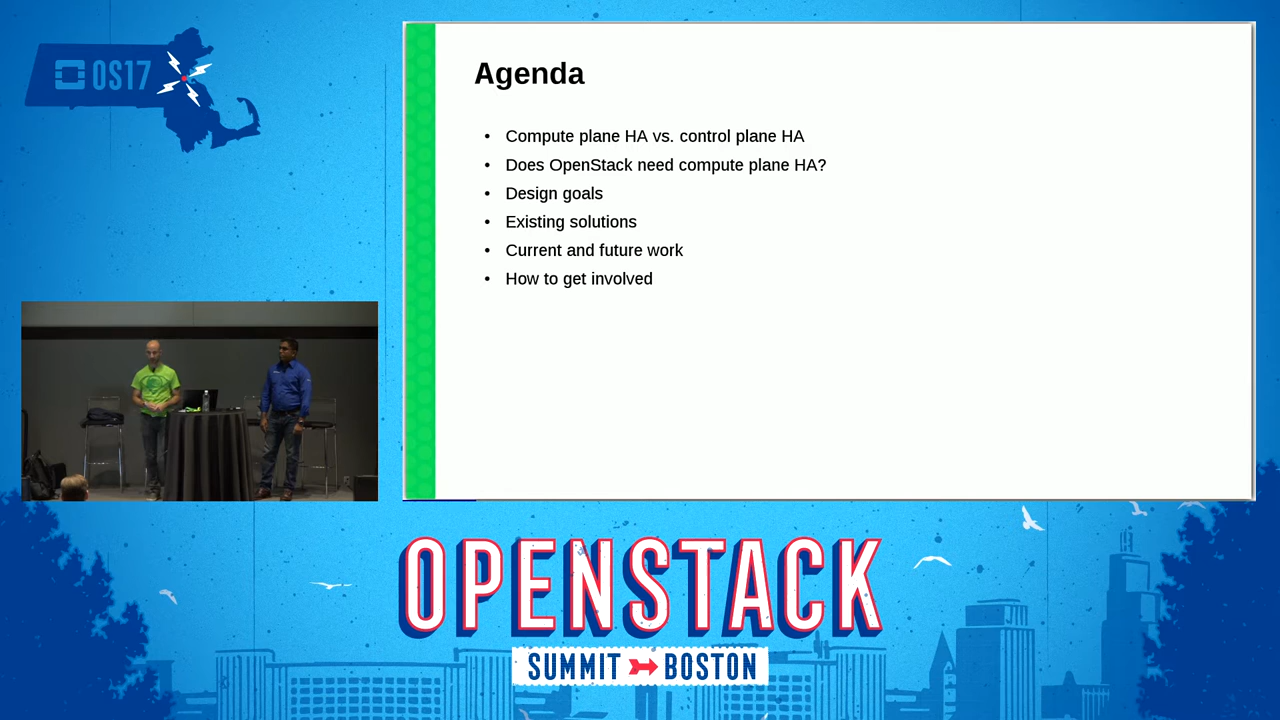 OS17
Agenda
• Compute plane HA vs. control plane HA
• Does OpenStack need compute plane HA?
• Design goals
• Existing solutions
• Current and future work
• How to get involved
OPENSTACK
SUMMIT BOSTON